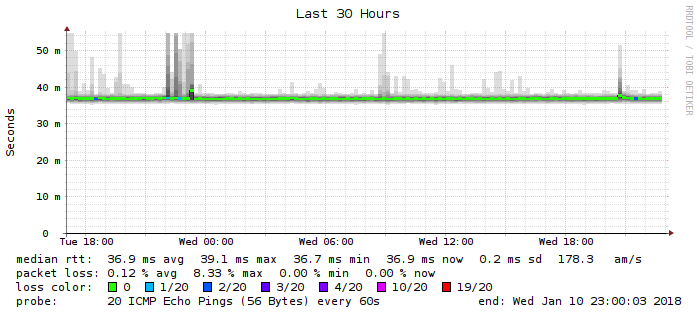 Last 30 Hours
RRDTOOL / TOBI OETIKER
Seconds
50 m
40 m
30 m
20 m
10 m
0
Tue 18:00 Wed 00:00 Wed 06:00 Wed 12:00 Wed 18:00
median rtt: 36.9 ms avg 39.1 ms max 36.7 ms min 36.9 ms now 0.2 ms sd 178.3 am/s
packet loss: 0.12 % avg 8.33 % max 0.00 % min 0.00 % now
loss color: 0 1/20 2/20 3/20 4/20 10/20 19/20
probe: 20 ICMP Echo Pings (56 Bytes) every 60s end: Wed Jan 10 23:00:03 2018